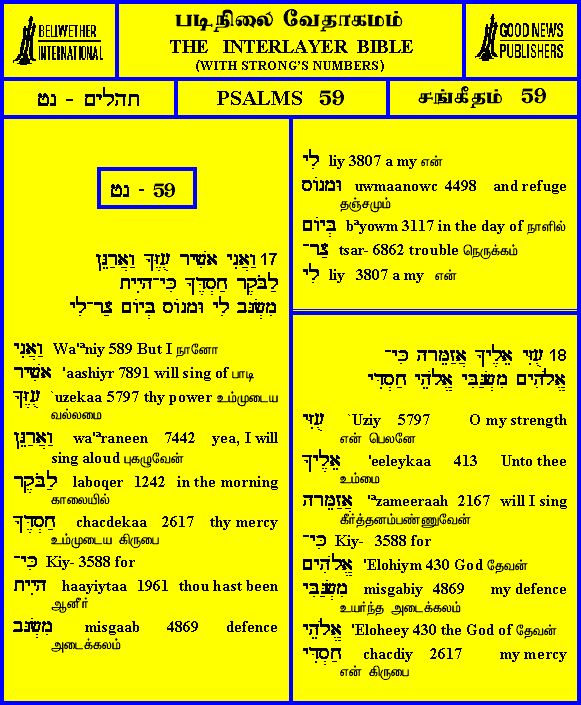 BELLWETHER
INTERNATIONAL
படிநிலை வேதாகமம்
THE INTERLAYER BIBLE
(WITH STRONG'S NUMBERS)
GOOD NEWS
PUBLISHERS
תהלים - נט
PSALMS 59
சங்கீதம் 59
נט - 59
17 וַאֲנִי אָשִׁיר עֻזֶּךָ וַאֲרַנֵּן
לַבֹּקֶר חַסְדֶּךָ כִּי־הָיִיתָ
מִשְׂגָּב לִי וּמָנוֹס בְּיוֹם צַר־לִי
וַאֲנִי Wa'ᵃniy 589 But I நானோ
אָשִׁיר 'aashiyr 7891 will sing of பாடி
עֻזֶּךָ `uzekaa 5797 thy power உம்முடைய
வல்லமை
וַאֲרַנֵּן wa'ᵃraneen 7442 yea, I will
sing aloud புகழுவேன்
לַבֹּקֶר laboqer 1242 in the morning
காலையில்
חַסְדֶּךָ chacdekaa 2617 thy mercy
உம்முடைய கிருபை
כִּי־ Kiy- 3588 for
הָיִיתָ haayiytaa 1961 thou hast been
ஆனீர்
מִשְׂגָּב misgaab 4869 defence
அடைக்கலம்
לִי liy 3807 a my என்
וּמָנוֹס uwmaanowc 4498 and refuge
தஞ்சமும்
בְּיוֹם bᵃyowm 3117 in the day of நாளில்
צַר־ tsar- 6862 trouble நெருக்கம்
לִי liy 3807 a my என்
18 עֻזִּי אֵלֶיךָ אֲזַמֵּרָה כִּי־
אֱלֹהִים מִשְׂגַּבִּי אֱלֹהֵי חַסְדִּי
עֻזִּי `Uziy 5797 O my strength
என் பெலனே
אֵלֶיךָ 'eeleykaa 413 Unto thee
உம்மை
אֲזַמֵּרָה 'ᵃzameeraah 2167 will I sing
கீர்த்தனம்பண்ணுவேன்
כִּי־ Kiy- 3588 for
אֱלֹהִים 'Elohiym 430 God தேவன்
מִשְׂגַּבִּי misgabiy 4869 my defence
உயர்ந்த அடைக்கலம்
אֱלֹהֵי 'Eloheey 430 the God of தேவன்
חַסְדִּי chacdiy 2617 my mercy
என் கிருபை